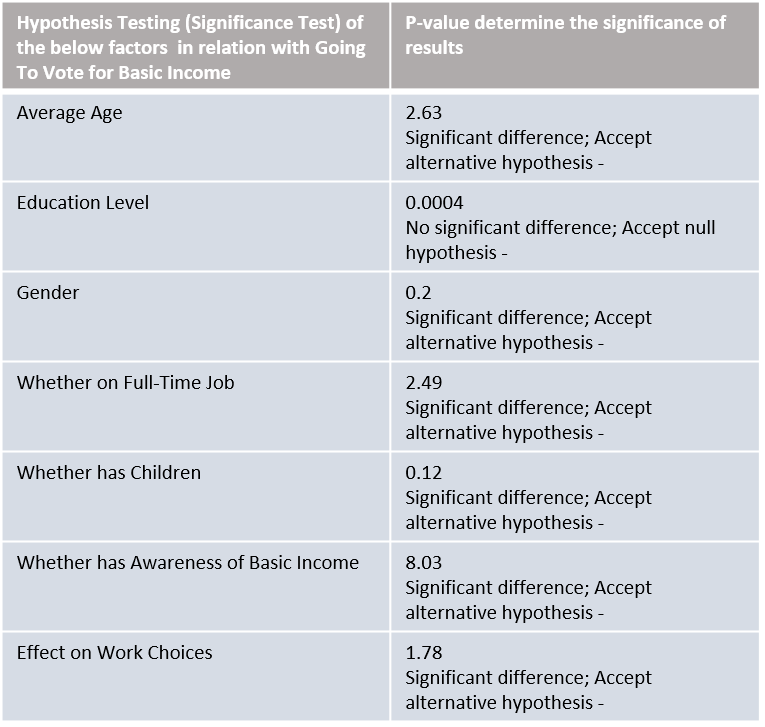 Hypothesis Testing (Significance Test) of
the below factors in relation with Going
To Vote for Basic Income
P-value determine the significance of
results
Average Age
2.63
Significant difference; Accept
alternative hypothesis -
Education Level
0.0004
No significant difference; Accept null
hypothesis -
Gender
0.2
Significant difference; Accept
alternative hypothesis -
Whether on Full-Time Job
2.49
Significant difference; Accept
alternative hypothesis -
Whether has Children
0.12
Significant difference; Accept
alternative hypothesis -
Whether has Awareness of Basic Income
8.03
Significant difference; Accept
alternative hypothesis -
Effect on Work Choices
1.78
Significant difference; Accept
alternative hypothesis -